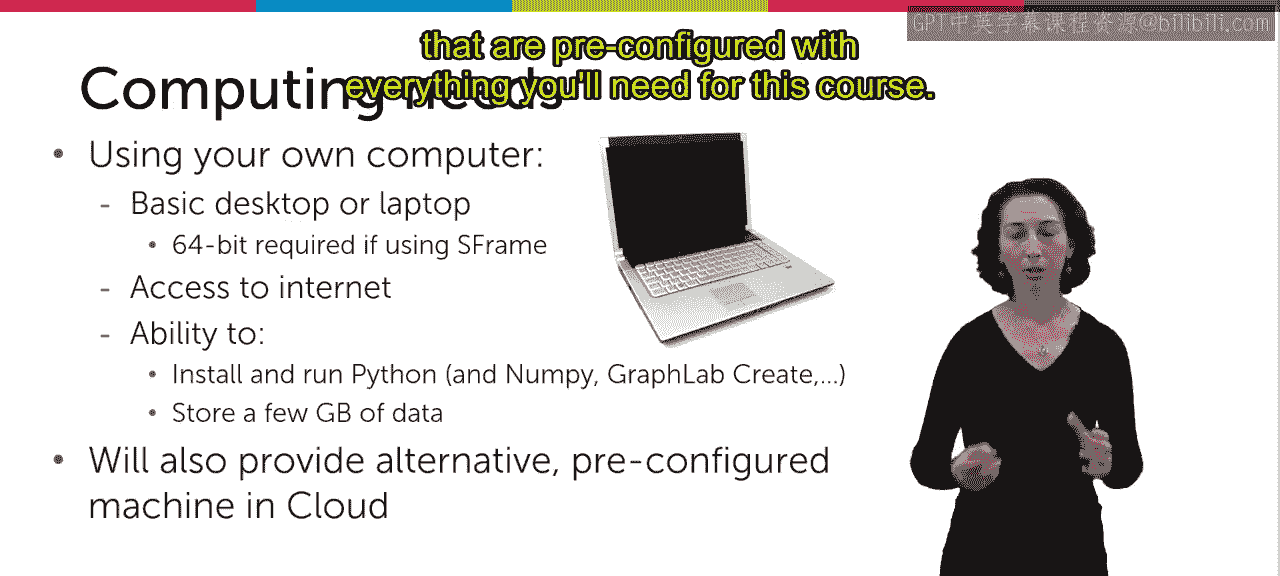 GPT中英字幕课程资源@bilibili.com
that are pre-configured with
everything you'll need for this course.
Computing needs
• Using your own computer:
- Basic desktop or laptop
• 64-bit required if using SFrame
- Access to internet
- Ability to:
• Install and run Python (and Numpy, GraphLab Create,...)
• Store a few GB of data
• Will also provide alternative, pre-configured
machine in Cloud